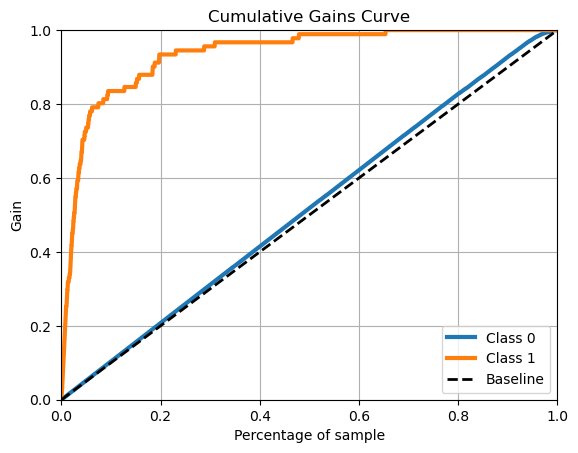 Cumulative Gains Curve
Gain
1.0
0.8
0.6
0.4
0.2
0.0
0.0 0.2 0.4 0.6 0.8 1.0
Percentage of sample
Class 0
Class 1
Baseline